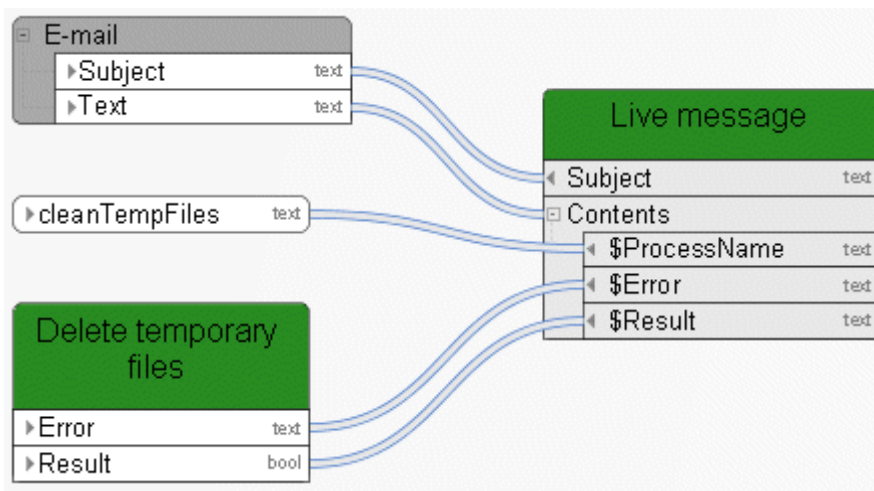 E-mail
Subject text
Text text
cleanTempFiles text
Delete temporary
files
Error text
Result bool
Live message
Subject text
Contents
$ProcessName text
$Error text
$Result text